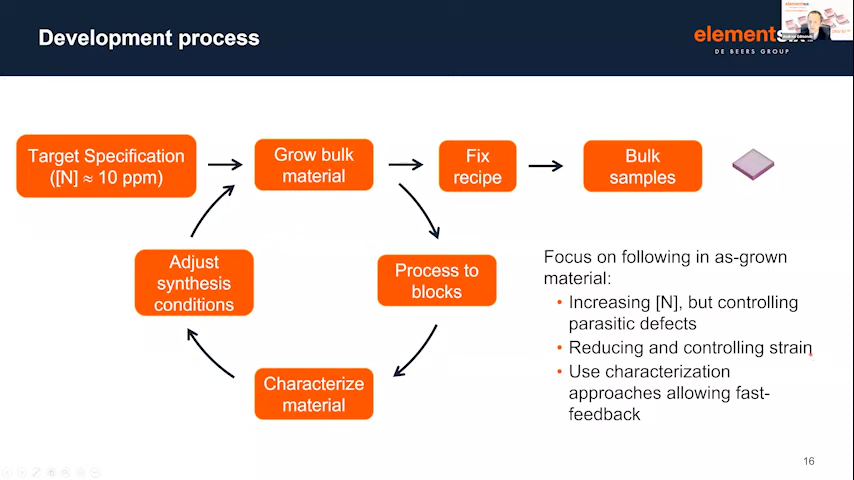 Development process
elementsix
DE BEERS GROUP
Target Specification
([N] ≈ 10 ppm)
Grow bulk
material
Fix
recipe
Bulk
samples
Adjust
synthesis
conditions
Process to
blocks
Characterize
material
Focus on following in as-grown
material:
• Increasing [N], but controlling
parasitic defects
• Reducing and controlling strain
• Use characterization
approaches allowing fast-
feedback
16